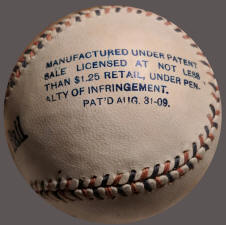 MANUFACTURED UNDER PATENT
SALE LICENSED AT NOT LESS
THAN $1.25 RETAIL, UNDER PEN-
ALTY OF INFRINGEMENT.
PAT'D AUG. 31-09.